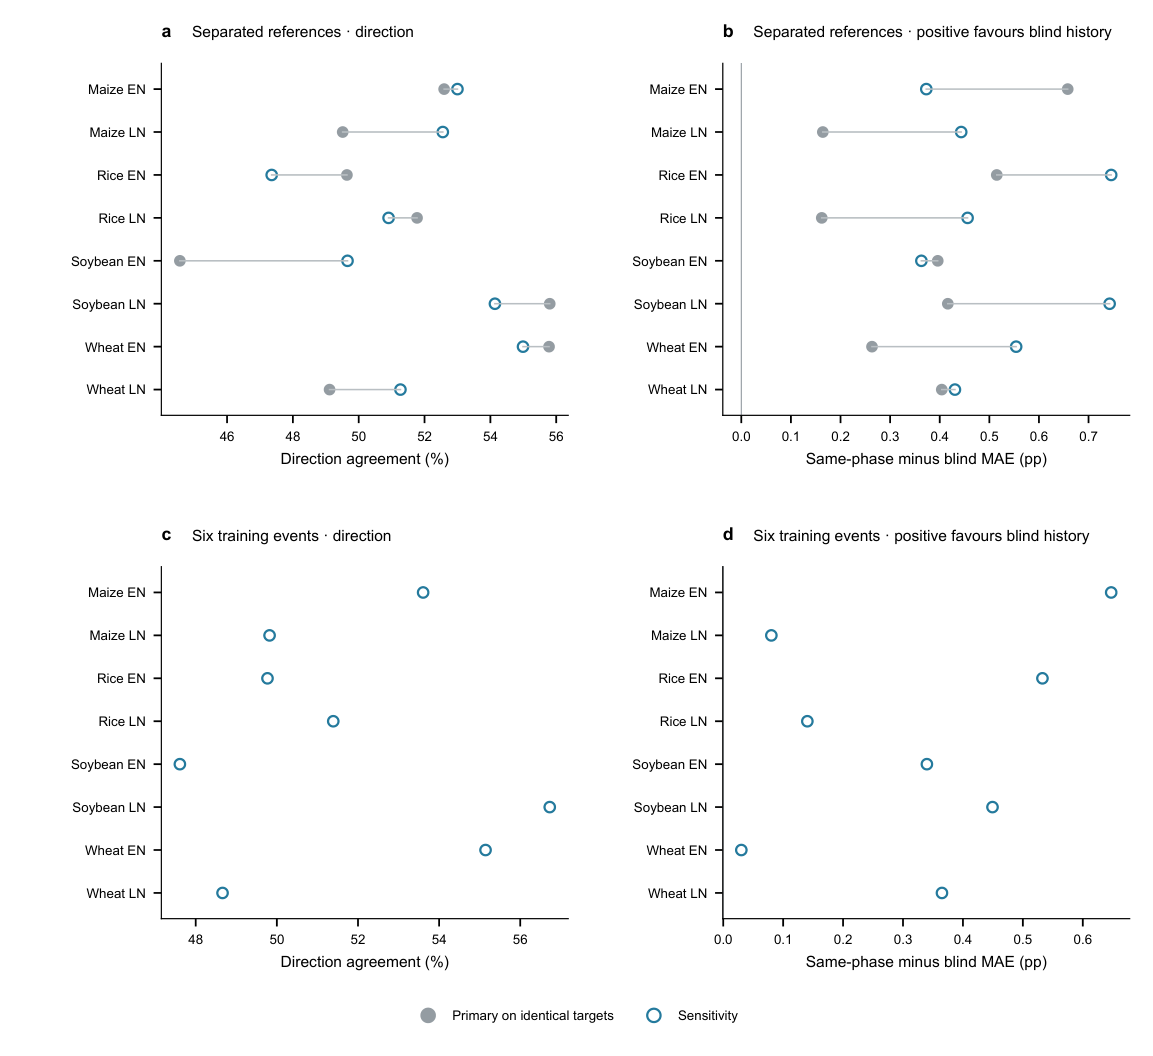 a Separated references · direction
Maize EN
Maize LN
Rice EN
Rice LN
Soybean EN
Soybean LN
Wheat EN
Wheat LN
46 48 50 52 54 56
Direction agreement (%)
b Separated references · positive favours blind history
Maize EN
Maize LN
Rice EN
Rice LN
Soybean EN
Soybean LN
Wheat EN
Wheat LN
0.0 0.1 0.2 0.3 0.4 0.5 0.6 0.7
Same-phase minus blind MAE (pp)
c Six training events · direction
Maize EN
Maize LN
Rice EN
Rice LN
Soybean EN
Soybean LN
Wheat EN
Wheat LN
48 50 52 54 56
Direction agreement (%)
d Six training events · positive favours blind history
Maize EN
Maize LN
Rice EN
Rice LN
Soybean EN
Soybean LN
Wheat EN
Wheat LN
0.0 0.1 0.2 0.3 0.4 0.5 0.6
Same-phase minus blind MAE (pp)
Primary on identical targets Sensitivity